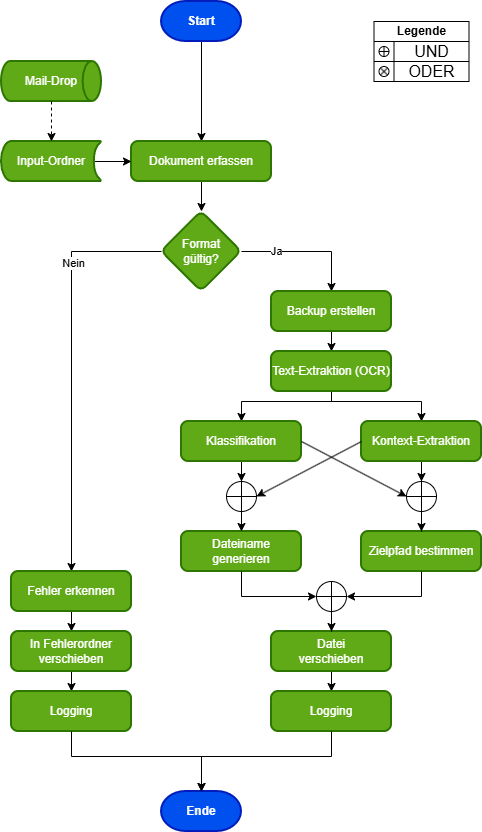 Start
Legende
⊕ UND
⊗ ODER
Mail-Drop
Input-Ordner
Dokument erfassen
Format
gültig?
Nein
Ja
Backup erstellen
Text-Extraktion (OCR)
Klassifikation
Kontext-Extraktion
Dateiname
generieren
Zielpfad bestimmen
Fehler erkennen
In Fehlerordner
verschieben
Datei
verschieben
Logging
Logging
Ende